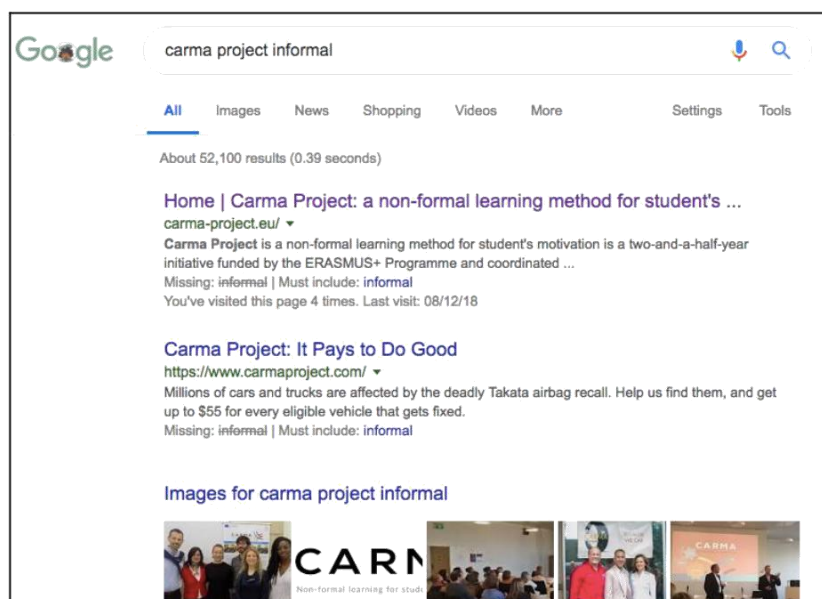 Google
carma project informal
All Images News Shopping Videos More Settings Tools
About 52,100 results (0.39 seconds)
Home | Carma Project: a non-formal learning method for student's ...
carma-project.eu/
Carma Project is a non-formal learning method for student's motivation is a two-and-a-half-year
initiative funded by the ERASMUS+ Programme and coordinated ...
Missing: informal | Must include: informal
You've visited this page 4 times. Last visit: 08/12/18
Carma Project: It Pays to Do Good
https://www.carmaproject.com/
Millions of cars and trucks are affected by the deadly Takata airbag recall. Help us find them, and get
up to $55 for every eligible vehicle that gets fixed.
Missing: informal | Must include: informal
Images for carma project informal
CARMA
Non-formal learning for stude
CARMA